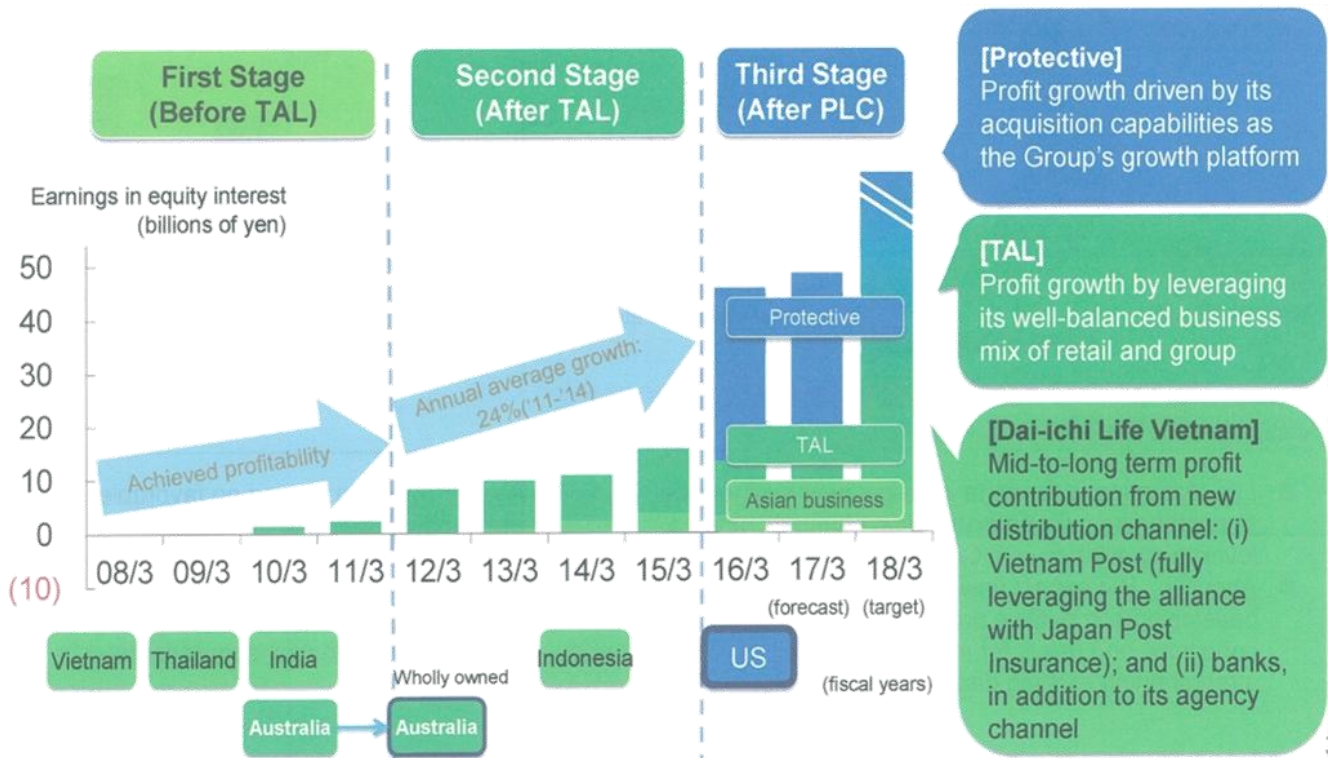 First Stage
(Before TAL)
Second Stage
(After TAL)
Third Stage
(After PLC)
[Protective]
Profit growth driven by its
acquisition capabilities as
the Group's growth platform
Earnings in equity interest
(billions of yen)
50
40
30
20
10
0
(10)
Achieved profitability
Annual average growth:
24%('11-'14)
Protective
TAL
Asian business
[TAL]
Profit growth by leveraging
its well-balanced business
mix of retail and group
[Dai-ichi Life Vietnam]
Mid-to-long term profit
contribution from new
distribution channel: (i)
Vietnam Post (fully
leveraging the alliance
with Japan Post
Insurance); and (ii) banks,
in addition to its agency
channel
08/3 09/3 10/3 11/3 12/3 13/3 14/3 15/3 16/3 17/3 18/3
(forecast) (target)
Vietnam Thailand India Indonesia US
Wholly owned
(fiscal years)
Australia Australia